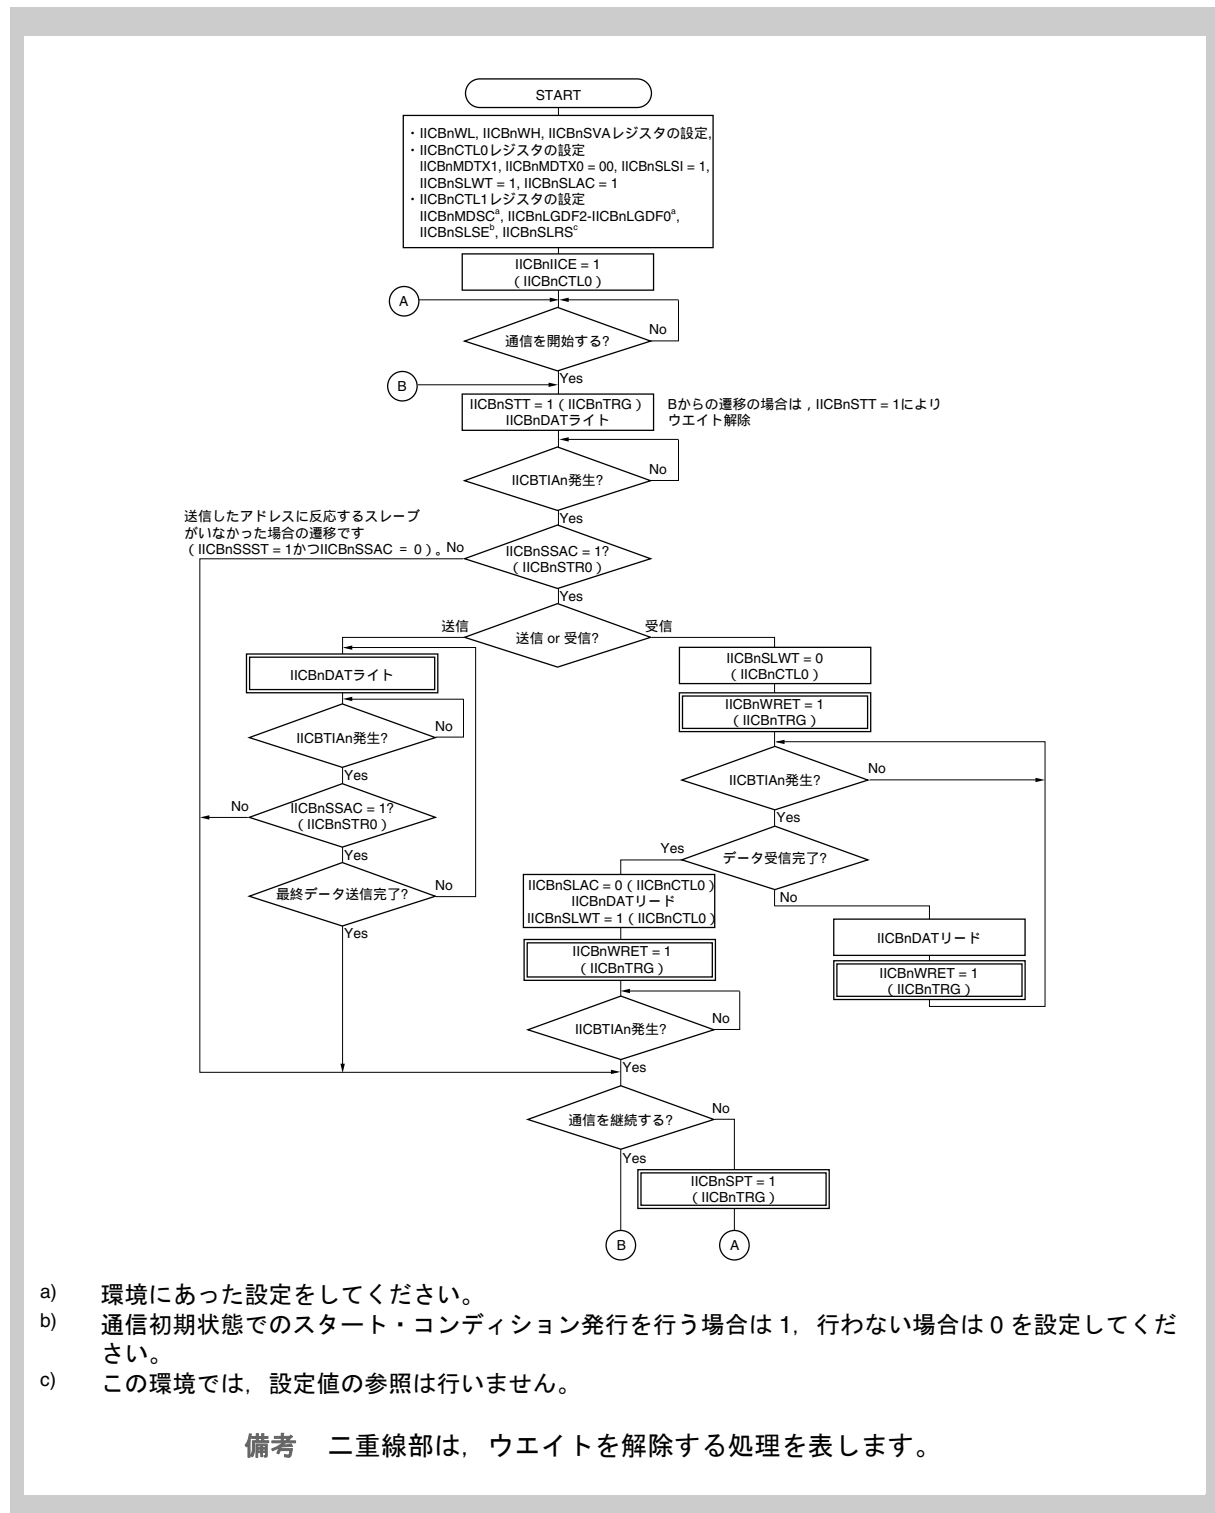 START
・IICBnWL, IICBnWH, IICBnSVAレジスタの設定,
・IICBnCTL0レジスタの設定
IICBnMDTX1, IICBnMDTX0 = 00, IICBnSLSI = 1,
IICBnSLWT = 1, IICBnSLAC = 1
・IICBnCTL1レジスタの設定
IICBnMDSCa, IICBnLGDF2-IICBnLGDF0a,
IICBnSLSEb, IICBnSLRSc
IICBnIICE = 1
(IICBnCTL0)
A
通信を開始する?
No
Yes
B
IICBnSTT = 1 (IICBnTRG)
IICBnDATライト
Bからの遷移の場合は, IICBnSTT = 1により
ウエイト解除
IICBTIAn発生?
No
Yes
送信したアドレスに反応するスレーブ
がいなかった場合の遷移です
(IICBnSSST = 1かつIICBnSSAC = 0)。
No
IICBnSSAC = 1?
(IICBnSTR0)
Yes
送信
送信 or 受信?
受信
IICBnDATライト
IICBTIAn発生?
No
Yes
No
IICBnSSAC = 1?
(IICBnSTR0)
Yes
最終データ送信完了?
No
Yes
IICBnSLWT = 0
(IICBnCTL0)
IICBnWRET = 1
(IICBnTRG)
IICBTIAn発生?
No
Yes
Yes
データ受信完了?
No
IICBnSLAC = 0 (IICBnCTL0)
IICBnDATリード
IICBnSLWT = 1 (IICBnCTL0)
IICBnWRET = 1
(IICBnTRG)
IICBnDATリード
IICBnWRET = 1
(IICBnTRG)
IICBTIAn発生?
No
Yes
通信を継続する?
No
Yes
IICBnSPT = 1
(IICBnTRG)
B
A
a) 環境にあった設定をしてください。
b) 通信初期状態でのスタート・コンディション発行を行う場合は 1, 行わない場合は 0 を設定してくだ
さい。
c) この環境では, 設定値の参照は行いません。
備考 二重線部は, ウエイトを解除する処理を表します。